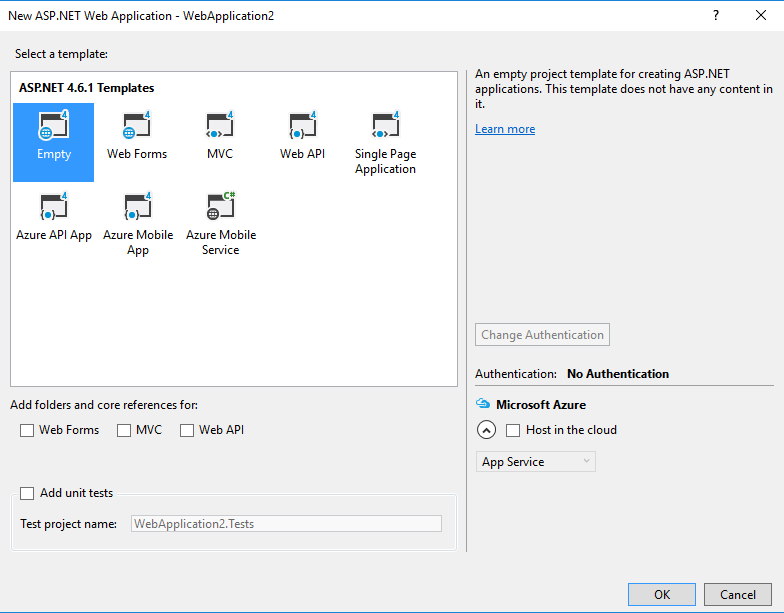 New ASP.NET Web Application - WebApplication2
?
Select a template:
ASP.NET 4.6.1 Templates
4
4
4
4
4
Empty
Web Forms
MVC
Web API
Single Page
Application
4
4
C#
Azure API App
Azure Mobile
App
Azure Mobile
Service
An empty project template for creating ASP.NET
applications. This template does not have any content in
it.
Learn more
Change Authentication
Authentication: No Authentication
Microsoft Azure
Host in the cloud
App Service
Add folders and core references for:
Web Forms
MVC
Web API
Add unit tests
Test project name: WebApplication2.Tests
OK
Cancel